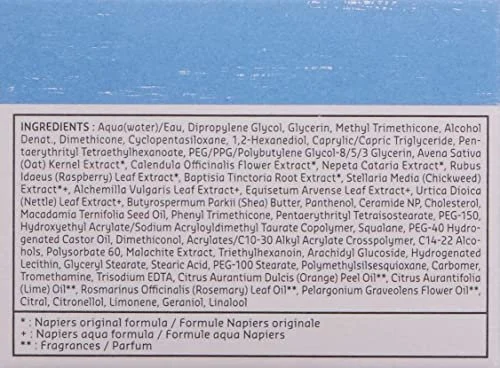 INGREDIENTS : Aqua(water)/Eau, Dipropylene Glycol, Glycerin, Methyl Trimethicone, Alcohol
Denat., Dimethicone, Cyclopentasiloxane, 1,2-Hexanediol, Caprylic/Capric Triglyceride, Pen-
taerythrityl Tetraethylhexanoate, PEG/PPG/Polybutylene Glycol-8/5/3 Glycerin, Avena Sativa
(Oat) Kernel Extract*, Calendula Officinalis Flower Extract*, Nepeta Cataria Extract*, Rubus
Idaeus (Raspberry) Leaf Extract*, Baptisia Tinctoria Root Extract*, Stellaria Media (Chickweed)
Extract*+, Alchemilla Vulgaris Leaf Extract+, Equisetum Arvense Leaf Extract+, Urtica Dioica
(Nettle) Leaf Extract+, Butyrospermum Parkii (Shea) Butter, Panthenol, Ceramide NP, Cholesterol,
Macadamia Ternifolia Seed Oil, Phenyl Trimethicone, Pentaerythrityl Tetraisostearate, PEG-150,
Hydroxyethyl Acrylate/Sodium Acryloyldimethyl Taurate Copolymer, Squalane, PEG-40 Hydro-
genated Castor Oil, Dimethiconol, Acrylates/C10-30 Alkyl Acrylate Crosspolymer, C14-22 Alco-
hols, Polysorbate 60, Malachite Extract, Triethylhexanoin, Arachidyl Glucoside, Hydrogenated
Lecithin, Glyceryl Stearate, Stearic Acid, PEG-100 Stearate, Polymethylsilsesquioxane, Carbomer,
Tromethamine, Trisodium EDTA, Citrus Aurantium Dulcis (Orange) Peel Oil**, Citrus Aurantifolia
(Lime) Oil**, Rosmarinus Officinalis (Rosemary) Leaf Oil**, Pelargonium Graveolens Flower Oil**,
Citral, Citronellol, Limonene, Geraniol, Linalool
* : Napiers original formula / Formule Napiers originale
+ : Napiers aqua formula / Formule aqua Napiers
** : Fragrances / Parfum